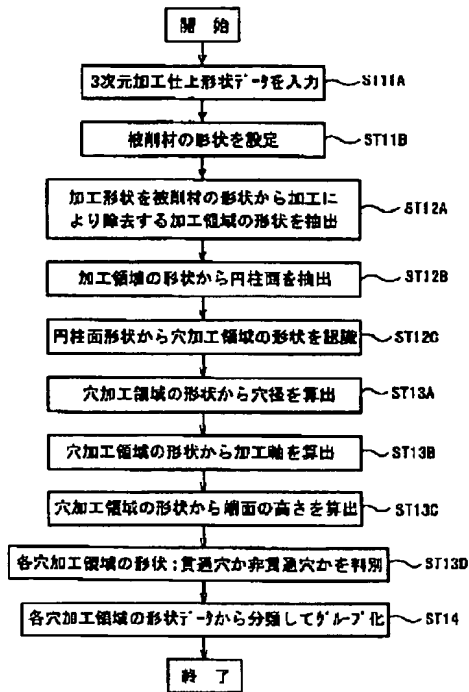 開始
3次元加工仕上形状データを入力
ST11A
被削材の形状を設定
ST11B
加工形状を被削材の形状から加工に
より除去する加工領域の形状を抽出
ST12A
加工領域の形状から円柱面を抽出
ST12B
円柱面形状から穴加工領域の形状を認識
ST12C
穴加工領域の形状から穴径を算出
ST13A
穴加工領域の形状から加工軸を算出
ST13B
穴加工領域の形状から端面の高さを算出
ST13C
各穴加工領域の形状:貫通穴か非貫通穴かを判別
ST13D
各穴加工領域の形状データから分類してグループ化
ST14
終了